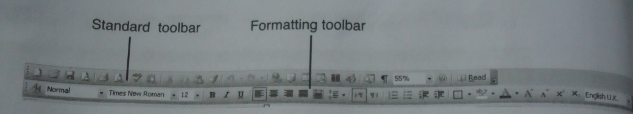 Standard toolbar Formatting toolbar
55% Read
Normal Times New Roman 12 B I U English U.K.